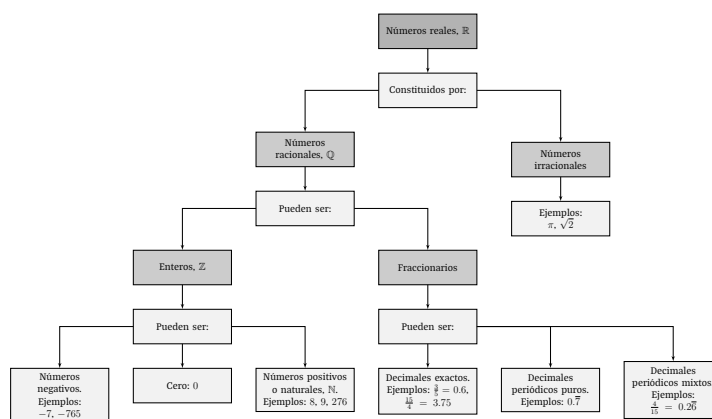 Números reales, ℝ
Constituidos por:
Números
racionales, ℚ
Números
irracionales
Pueden ser:
Ejemplos:
π, √2
Enteros, ℤ
Fraccionarios
Pueden ser:
Pueden ser:
Números
negativos.
Ejemplos:
−7, −765
Cero: 0
Números positivos
o naturales, ℕ.
Ejemplos: 8, 9, 276
Decimales exactos.
Ejemplos: 3/5 = 0.6,
15/4 = 3.75
Decimales
periódicos puros.
Ejemplos: 0.7̅
Decimales
periódicos mixtos.
Ejemplos:
4/15 = 0.26̅